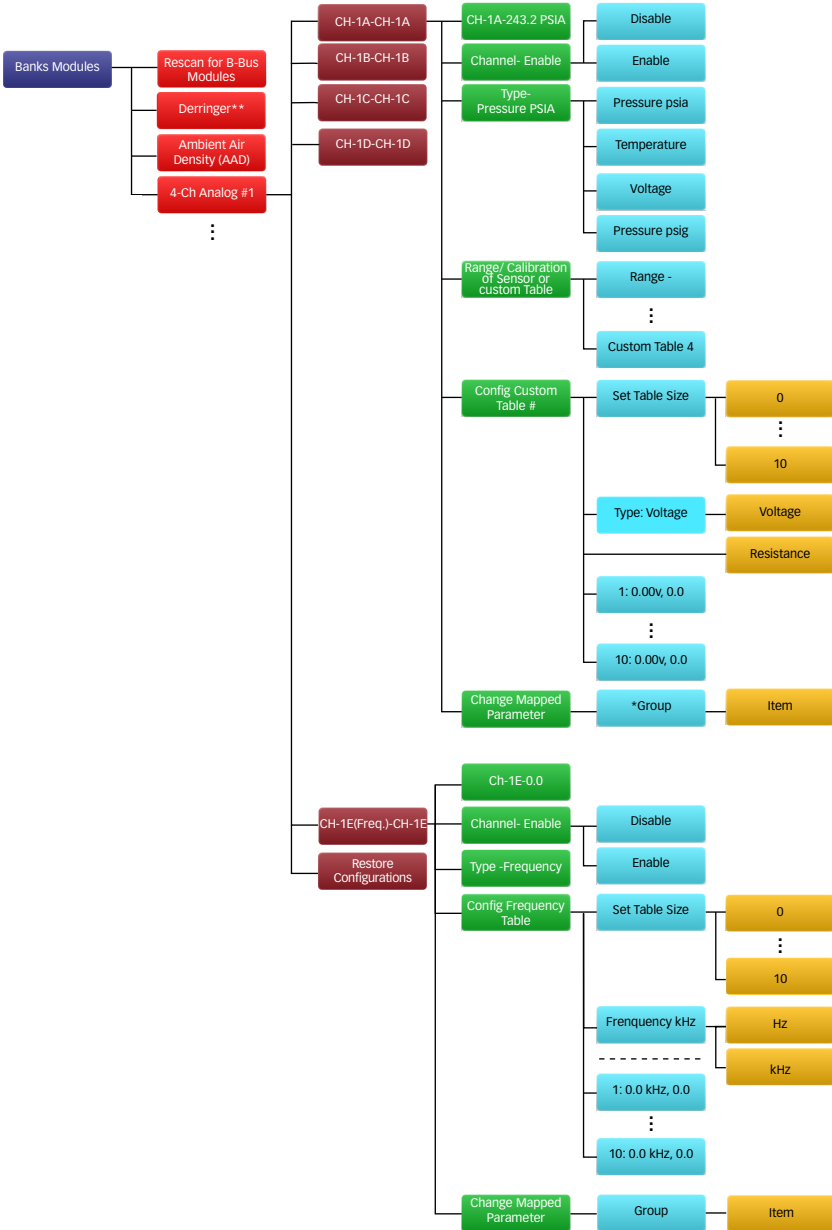 Banks Modules
Rescan for B-Bus
Modules
Derringer**
Ambient Air
Density (AAD)
4-Ch Analog #1
⋮
CH-1A-CH-1A
CH-1B-CH-1B
CH-1C-CH-1C
CH-1D-CH-1D
CH-1A-243.2 PSIA
Channel- Enable
Disable
Enable
Type-
Pressure PSIA
Pressure psia
Temperature
Voltage
Pressure psig
Range/ Calibration
of Sensor or
custom Table
Range -
⋮
Custom Table 4
Config Custom
Table #
Set Table Size
0
⋮
10
Type: Voltage
Voltage
Resistance
1: 0.00v, 0.0
⋮
10: 0.00v, 0.0
Change Mapped
Parameter
*Group
Item
CH-1E(Freq.)-CH-1E
Restore
Configurations
Ch-1E-0.0
Channel- Enable
Disable
Enable
Type -Frequency
Config Frequency
Table
Set Table Size
0
⋮
10
Frenquency kHz
Hz
kHz
1: 0.0 kHz, 0.0
⋮
10: 0.0 kHz, 0.0
Change Mapped
Parameter
Group
Item